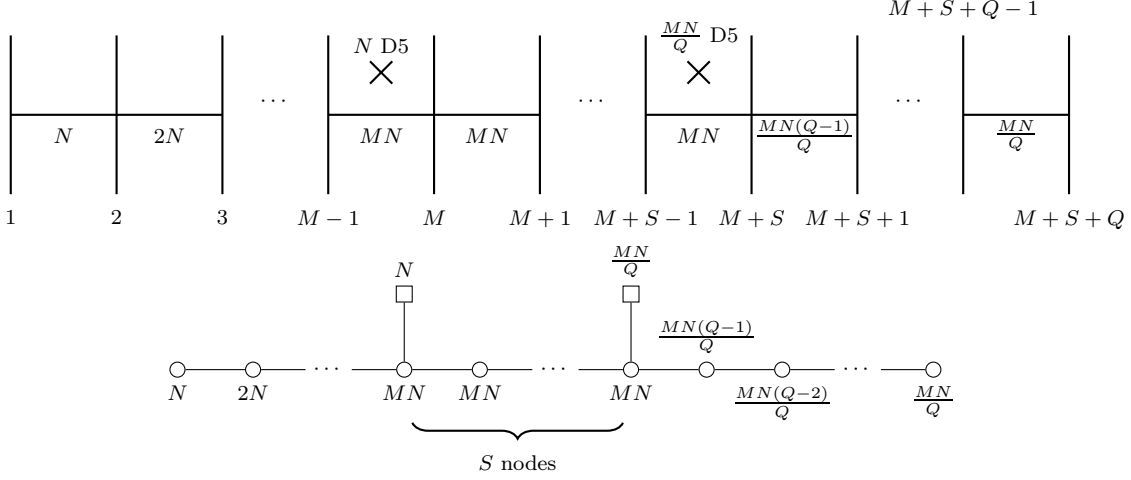 M + S + Q − 1
N D5
MN/Q D5
··· ··· ···
N 2N MN MN MN MN(Q−1)/Q MN/Q
1 2 3 M − 1 M M + 1 M + S − 1 M + S M + S + 1 M + S + Q
N MN/Q
MN(Q−1)/Q
··· ··· ···
N 2N MN MN MN MN(Q−2)/Q MN/Q
S nodes